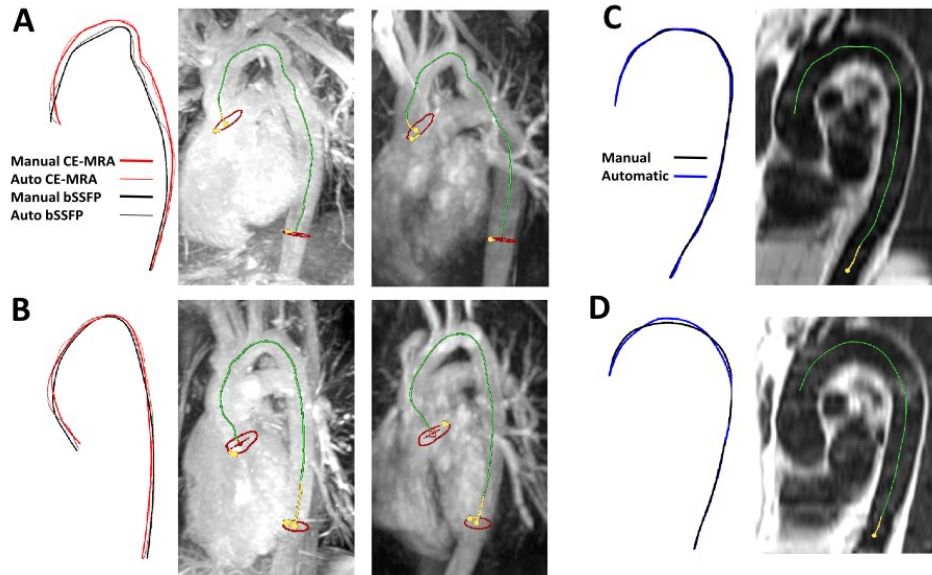 A
Manual CE-MRA
Auto CE-MRA
Manual bSSFP
Auto bSSFP
B
C
Manual
Automatic
D